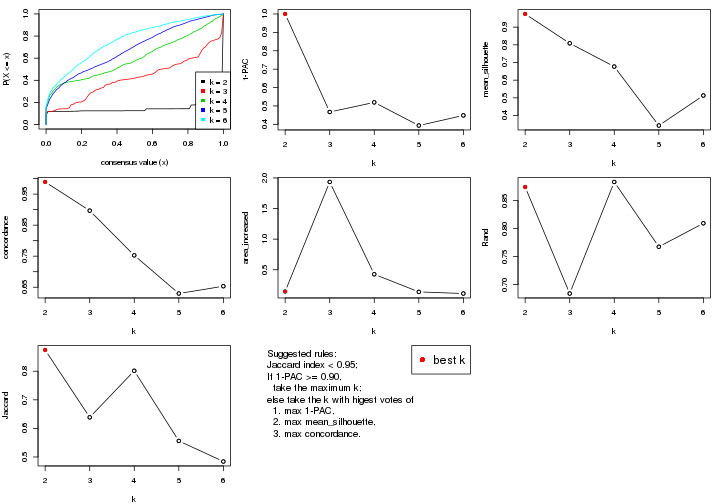 P(X <= x)
1.0
0.8
0.6
0.4
0.2
0.0
k = 2
k = 3
k = 4
k = 5
k = 6
0.0 0.2 0.4 0.6 0.8 1.0
consensus value (x)
1-PAC
1.0
0.9
0.8
0.7
0.6
0.5
0.4
2 3 4 5 6
k
mean_silhouette
0.9
0.8
0.7
0.6
0.5
0.4
2 3 4 5 6
k
concordance
0.95
0.85
0.75
0.65
2 3 4 5 6
k
area_increased
2.0
1.5
1.0
0.5
2 3 4 5 6
k
Rand
0.85
0.80
0.75
0.70
2 3 4 5 6
k
Jaccard
0.8
0.7
0.6
0.5
2 3 4 5 6
k
Suggested rules:
Jaccard index < 0.95;
If 1-PAC >= 0.90,
take the maximum k;
else take the k with higest votes of
1. max 1-PAC,
2. max mean_silhouette,
3. max concordance.
best k